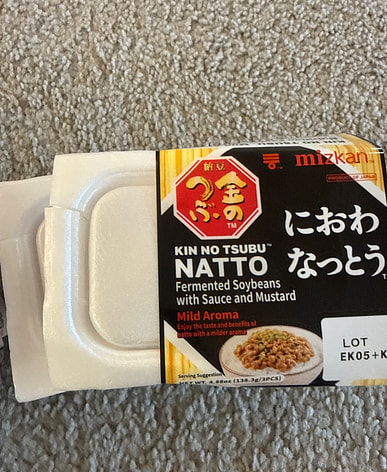 mizkan
PRODUCT OF JAPAN
納豆
金の
つぶ
TM
KIN NO TSUBU™
NATTO
Fermented Soybeans
with Sauce and Mustard
Mild Aroma
Enjoy the taste and benefits of
natto with a milder aroma
におわ
なっとう
Serving Suggestion
NET WT. 4.88oz (138.3g/3PCS)
LOT
EK05+K